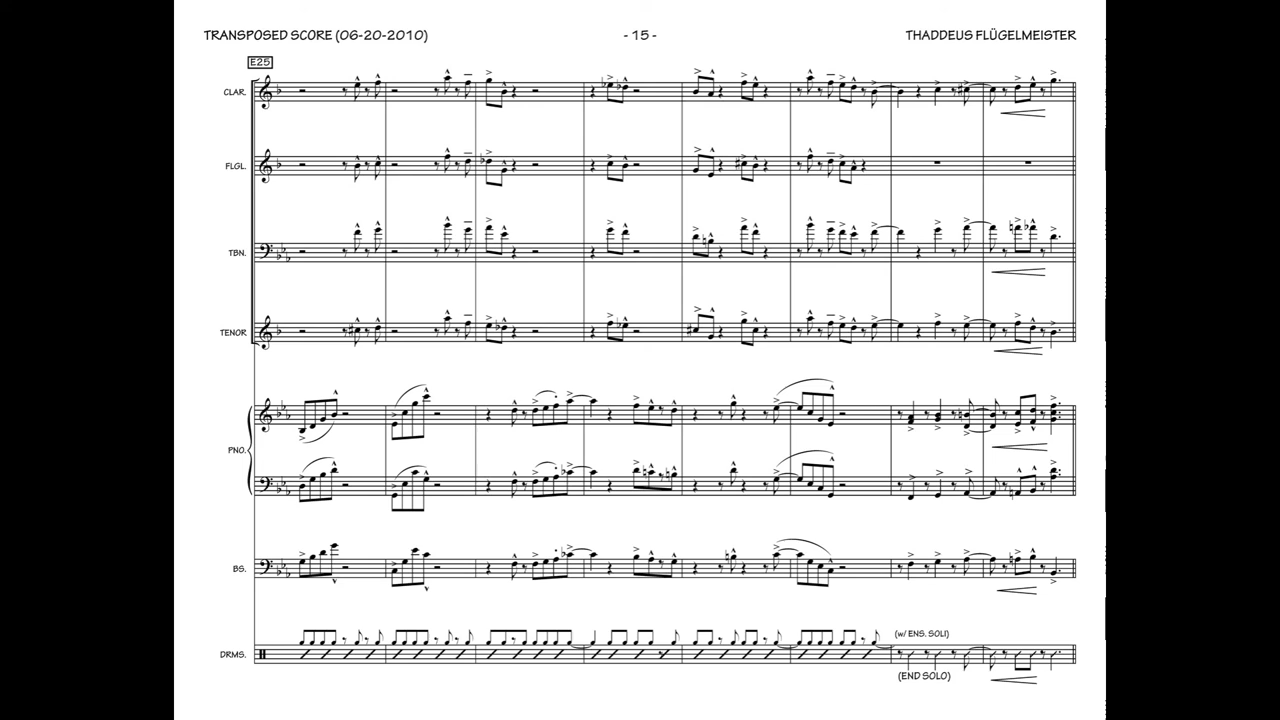 TRANSPOSED SCORE (06-20-2010) - 15 - THADDEUS FLÜGELMEISTER
E25
CLAR.
FLGL.
TBN.
TENOR
PNO.
BS.
(w/ ENS. SOLI)
DRMS.
(END SOLO)